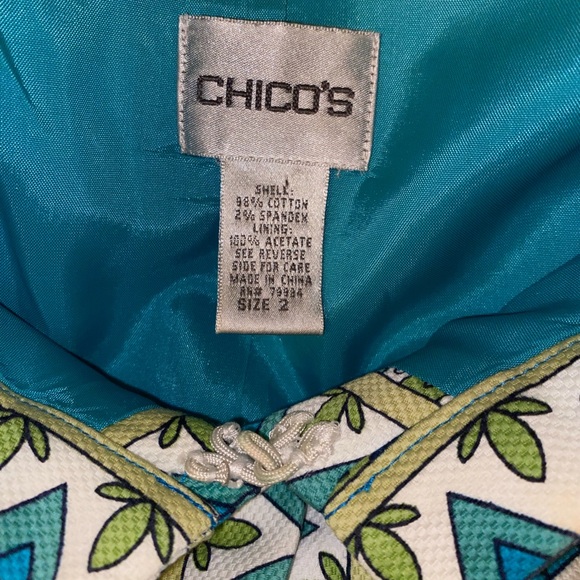 CHICO'S
SHELL:
98% COTTON
2% SPANDEX
LINING:
100% ACETATE
SEE REVERSE
SIDE FOR CARE
MADE IN CHINA
RN# 79984
SIZE 2